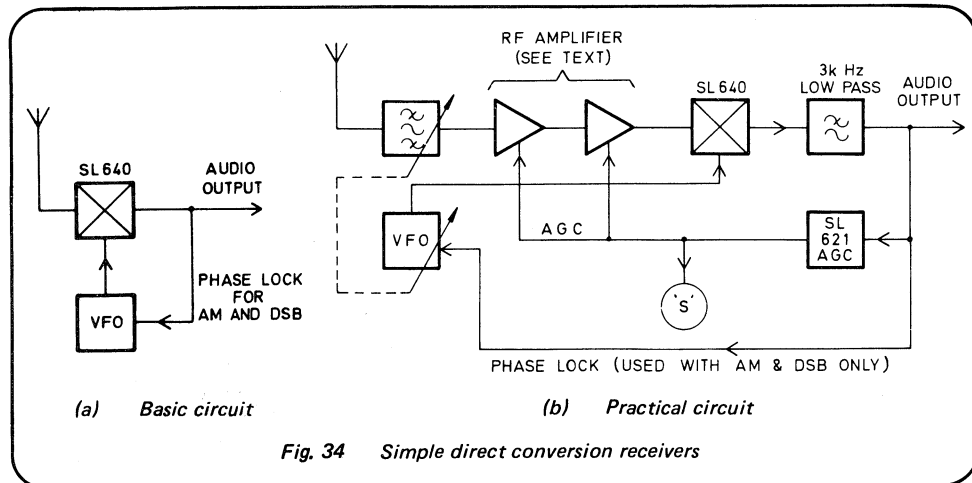 SL640
AUDIO
OUTPUT
PHASE LOCK
FOR
AM AND DSB
VFO
(a) Basic circuit
RF AMPLIFIER
(SEE TEXT)
SL640
3k Hz
LOW PASS
AUDIO
OUTPUT
VFO
AGC
SL
621
AGC
'S'
PHASE LOCK (USED WITH AM & DSB ONLY)
(b) Practical circuit
Fig. 34 Simple direct conversion receivers